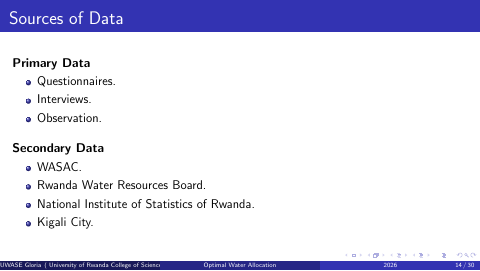 Sources of Data
Primary Data
Questionnaires.
Interviews.
Observation.
Secondary Data
WASAC.
Rwanda Water Resources Board.
National Institute of Statistics of Rwanda.
Kigali City.
UWASE Gloria ( University of Rwanda College of Science
Optimal Water Allocation
2026
14 / 30